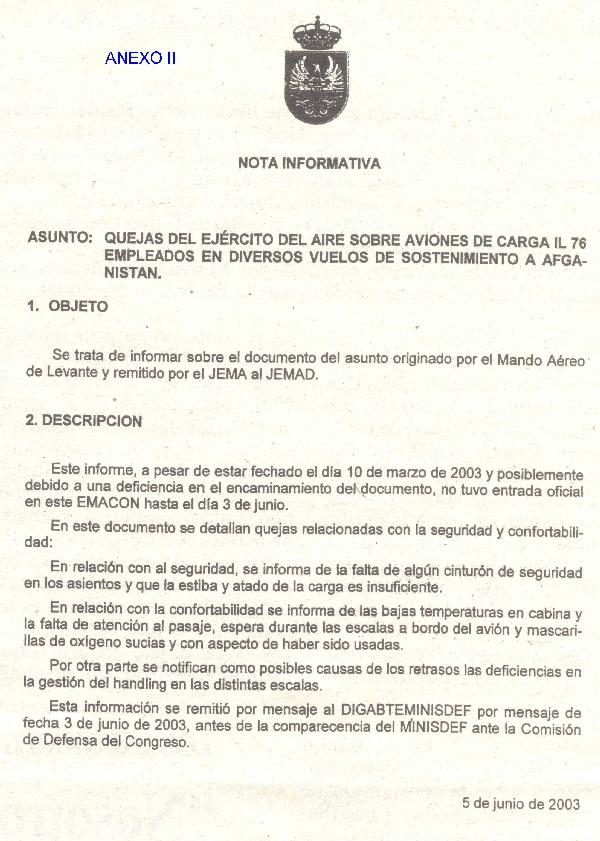 ANEXO II
NOTA INFORMATIVA
ASUNTO: QUEJAS DEL EJÉRCITO DEL AIRE SOBRE AVIONES DE CARGA IL 76
EMPLEADOS EN DIVERSOS VUELOS DE SOSTENIMIENTO A AFGA-
NISTAN.
1. OBJETO
Se trata de informar sobre el documento del asunto originado por el Mando Aéreo
de Levante y remitido por el JEMA al JEMAD.
2. DESCRIPCION
Este informe, a pesar de estar fechado el día 10 de marzo de 2003 y posiblemente
debido a una deficiencia en el encaminamiento del documento, no tuvo entrada oficial
en este EMACON hasta el día 3 de junio.
En este documento se detallan quejas relacionadas con la seguridad y confortabili-
dad:
En relación con al seguridad, se informa de la falta de algún cinturón de seguridad
en los asientos y que la estiba y atado de la carga es insuficiente.
En relación con la confortabilidad se informa de las bajas temperaturas en cabina y
la falta de atención al pasaje, espera durante las escalas a bordo del avión y mascari-
llas de oxígeno sucias y con aspecto de haber sido usadas.
Por otra parte se notifican como posibles causas de los retrasos las deficiencias en
la gestión del handling en las distintas escalas.
Esta información se remitió por mensaje al DIGABTEMINISDEF por mensaje de
fecha 3 de junio de 2003, antes de la comparecencia del MINISDEF ante la Comisión
de Defensa del Congreso.
5 de junio de 2003